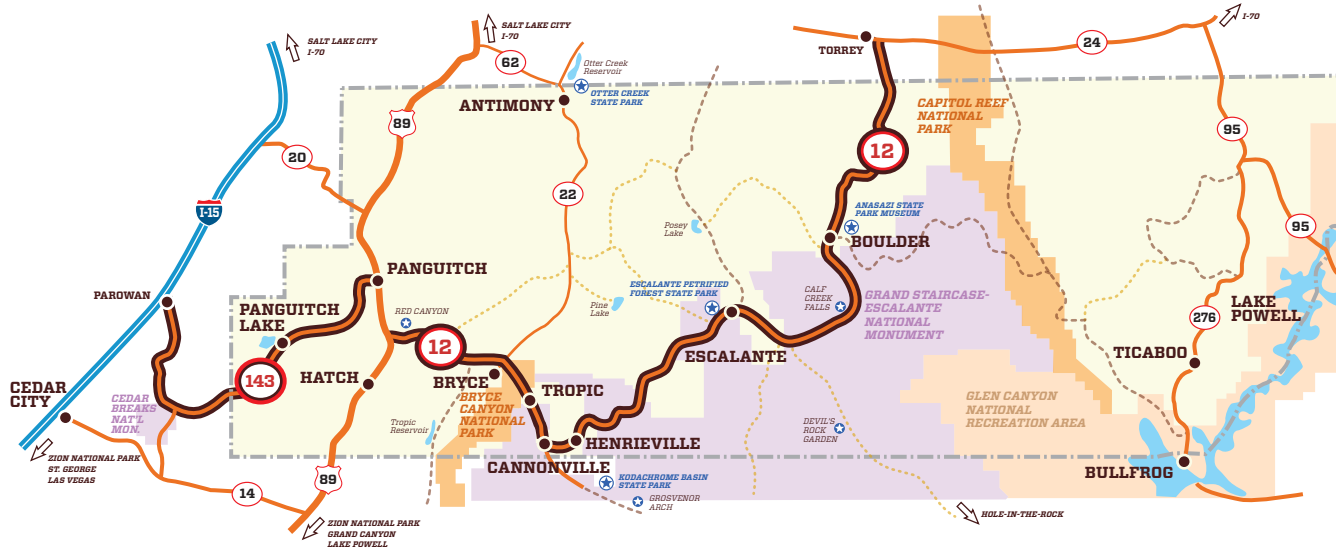 SALT LAKE CITY
I-70
SALT LAKE CITY
I-70
I-70
TORREY
24
62
Otter Creek
Reservoir
OTTER CREEK
STATE PARK
ANTIMONY
CAPITOL REEF
NATIONAL
PARK
89
95
20
12
22
I-15
ANASAZI STATE
PARK MUSEUM
Posey
Lake
95
BOULDER
PANGUITCH
ESCALANTE PETRIFIED
FOREST STATE PARK
PAROWAN
CALF
CREEK
FALLS
GRAND STAIRCASE-
ESCALANTE
NATIONAL
MONUMENT
Pine
Lake
LAKE
POWELL
PANGUITCH
LAKE
RED CANYON
276
12
ESCALANTE
TICABOO
HATCH
BRYCE
143
TROPIC
CEDAR
CITY
CEDAR
BREAKS
NAT'L
MON.
BRYCE
CANYON
NATIONAL
PARK
GLEN CANYON
NATIONAL
RECREATION AREA
Tropic
Reservoir
DEVIL'S
ROCK
GARDEN
HENRIEVILLE
CANNONVILLE
ZION NATIONAL PARK
ST. GEORGE
LAS VEGAS
BULLFROG
89
KODACHROME BASIN
STATE PARK
14
GROSVENOR
ARCH
HOLE-IN-THE-ROCK
ZION NATIONAL PARK
GRAND CANYON
LAKE POWELL